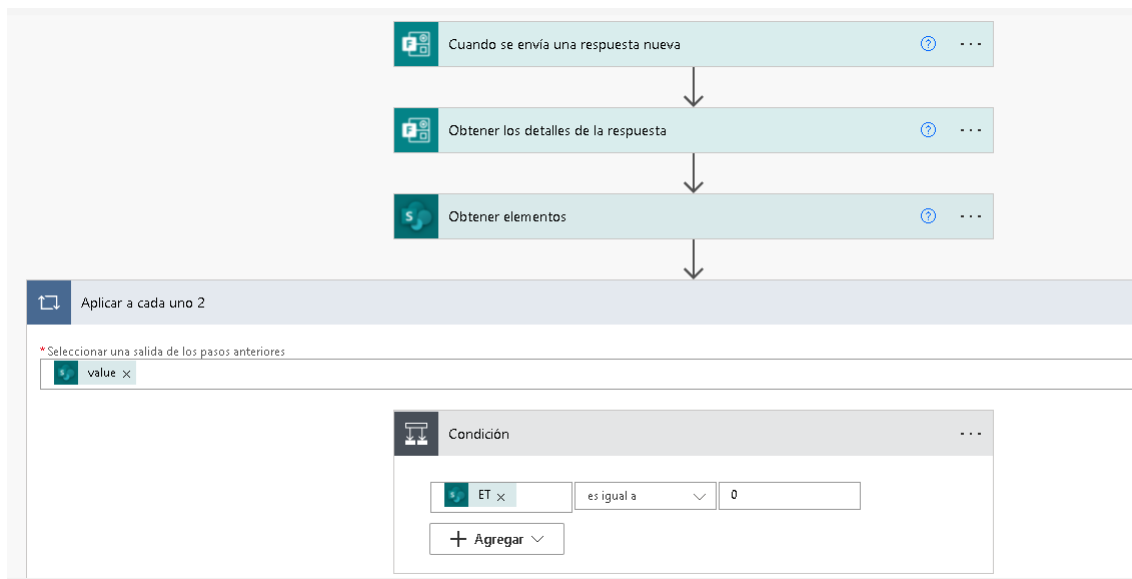 Cuando se envía una respuesta nueva
Obtener los detalles de la respuesta
Obtener elementos
Aplicar a cada uno 2
*Seleccionar una salida de los pasos anteriores
value
Condición
ET es igual a 0
Agregar